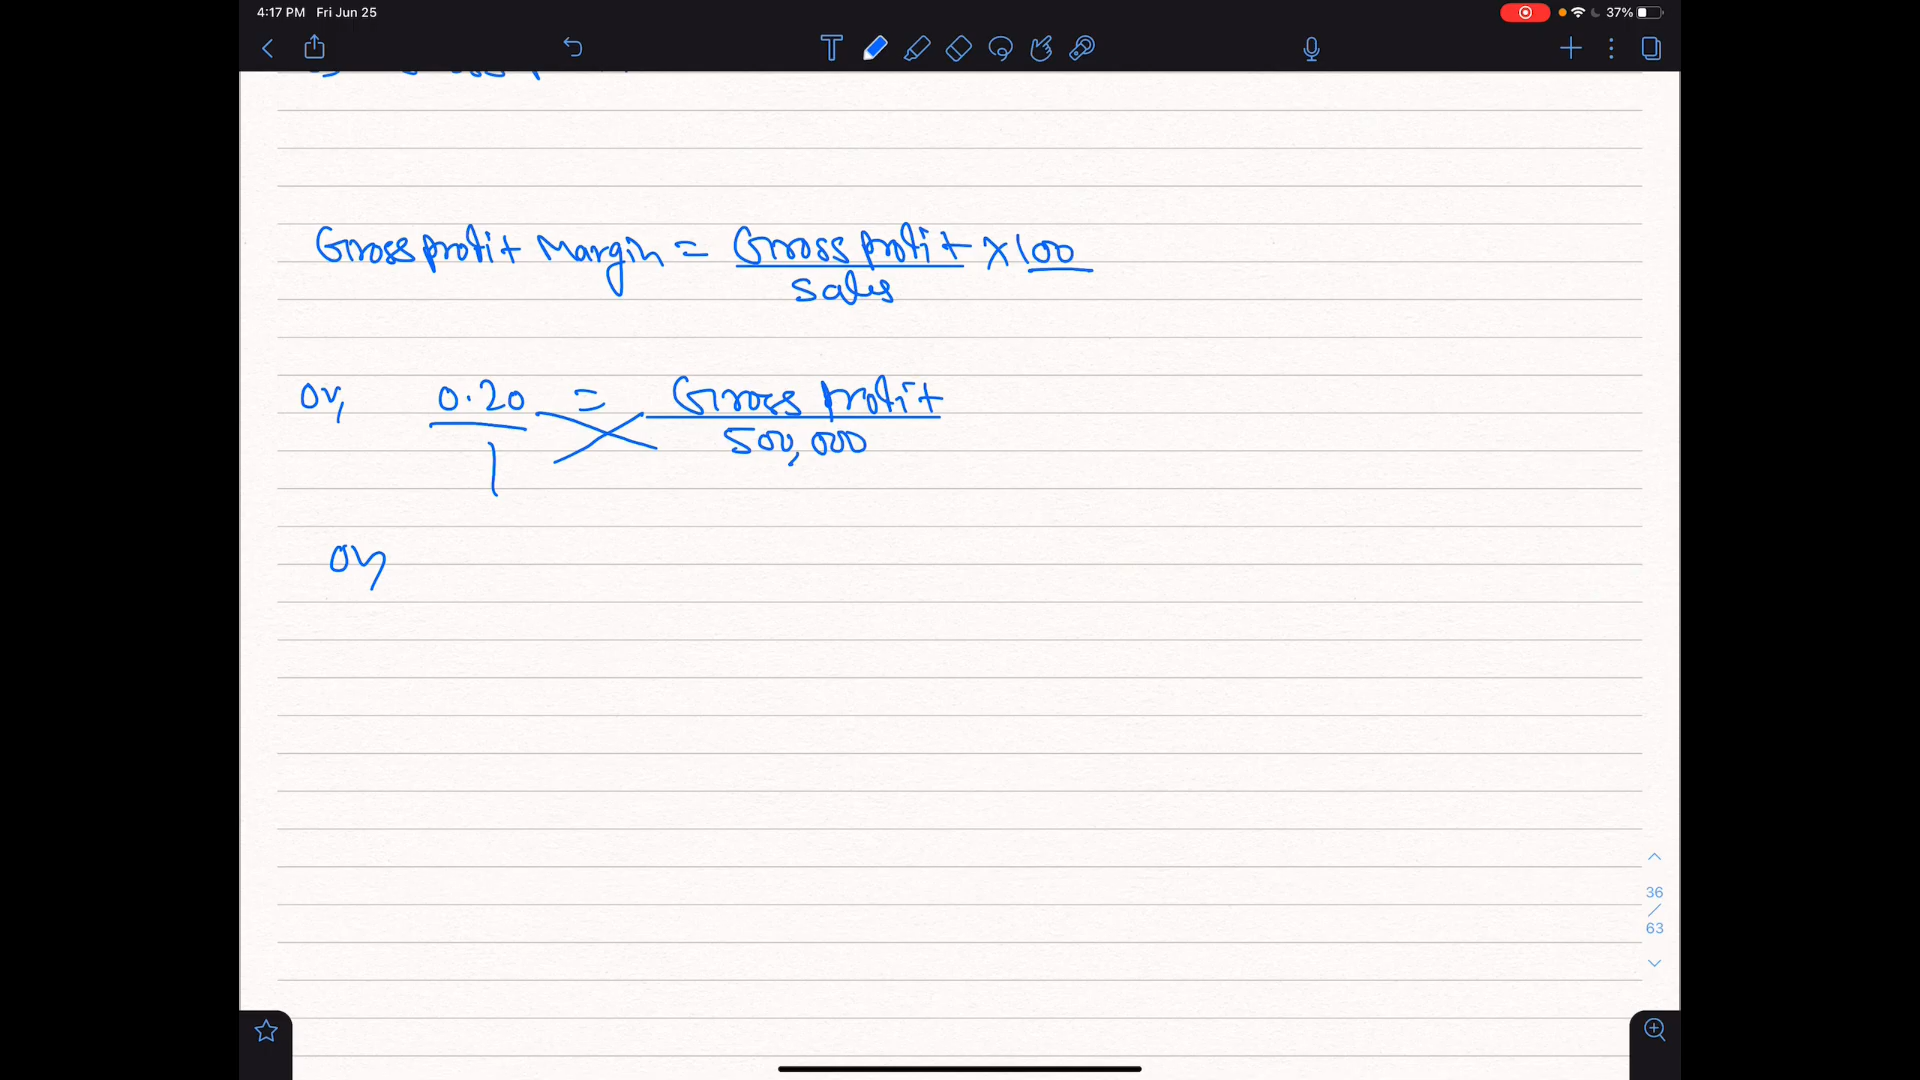 4:17 PM Fri Jun 25
37%
Gross profit Margin = Gross profit × 100
Sales
Or, 0.20 = Gross profit
1 500,000
Or,
36
/
63